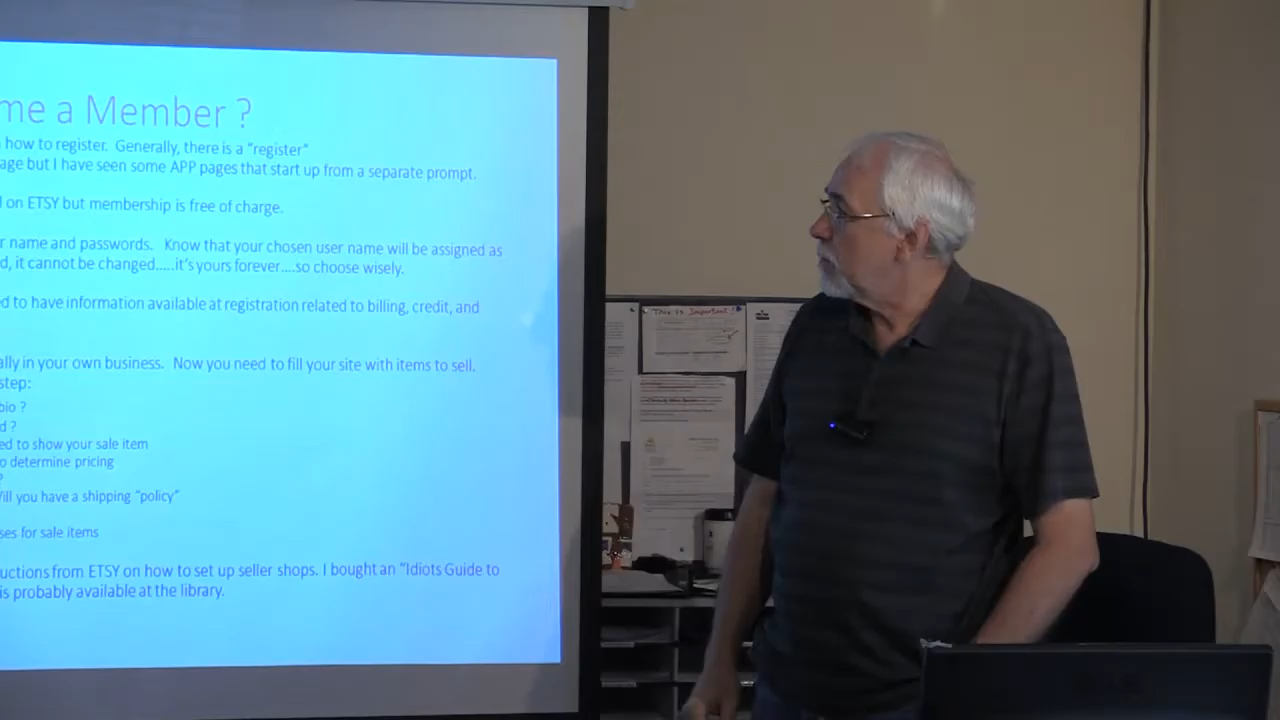 me a Member ?
how to register. Generally, there is a "register"
age but I have seen some APP pages that start up from a separate prompt.
on ETSY but membership is free of charge.
r name and passwords. Know that your chosen user name will be assigned as
d, it cannot be changed.....it's yours forever....so choose wisely.
ed to have information available at registration related to billing, credit, and
ally in your own business. Now you need to fill your site with items to sell.
step:
bio ?
d ?
ed to show your sale item
o determine pricing
?
Will you have a shipping "policy"
ses for sale items
uctions from ETSY on how to set up seller shops. I bought an "Idiots Guide to
is probably available at the library.
This is Important!